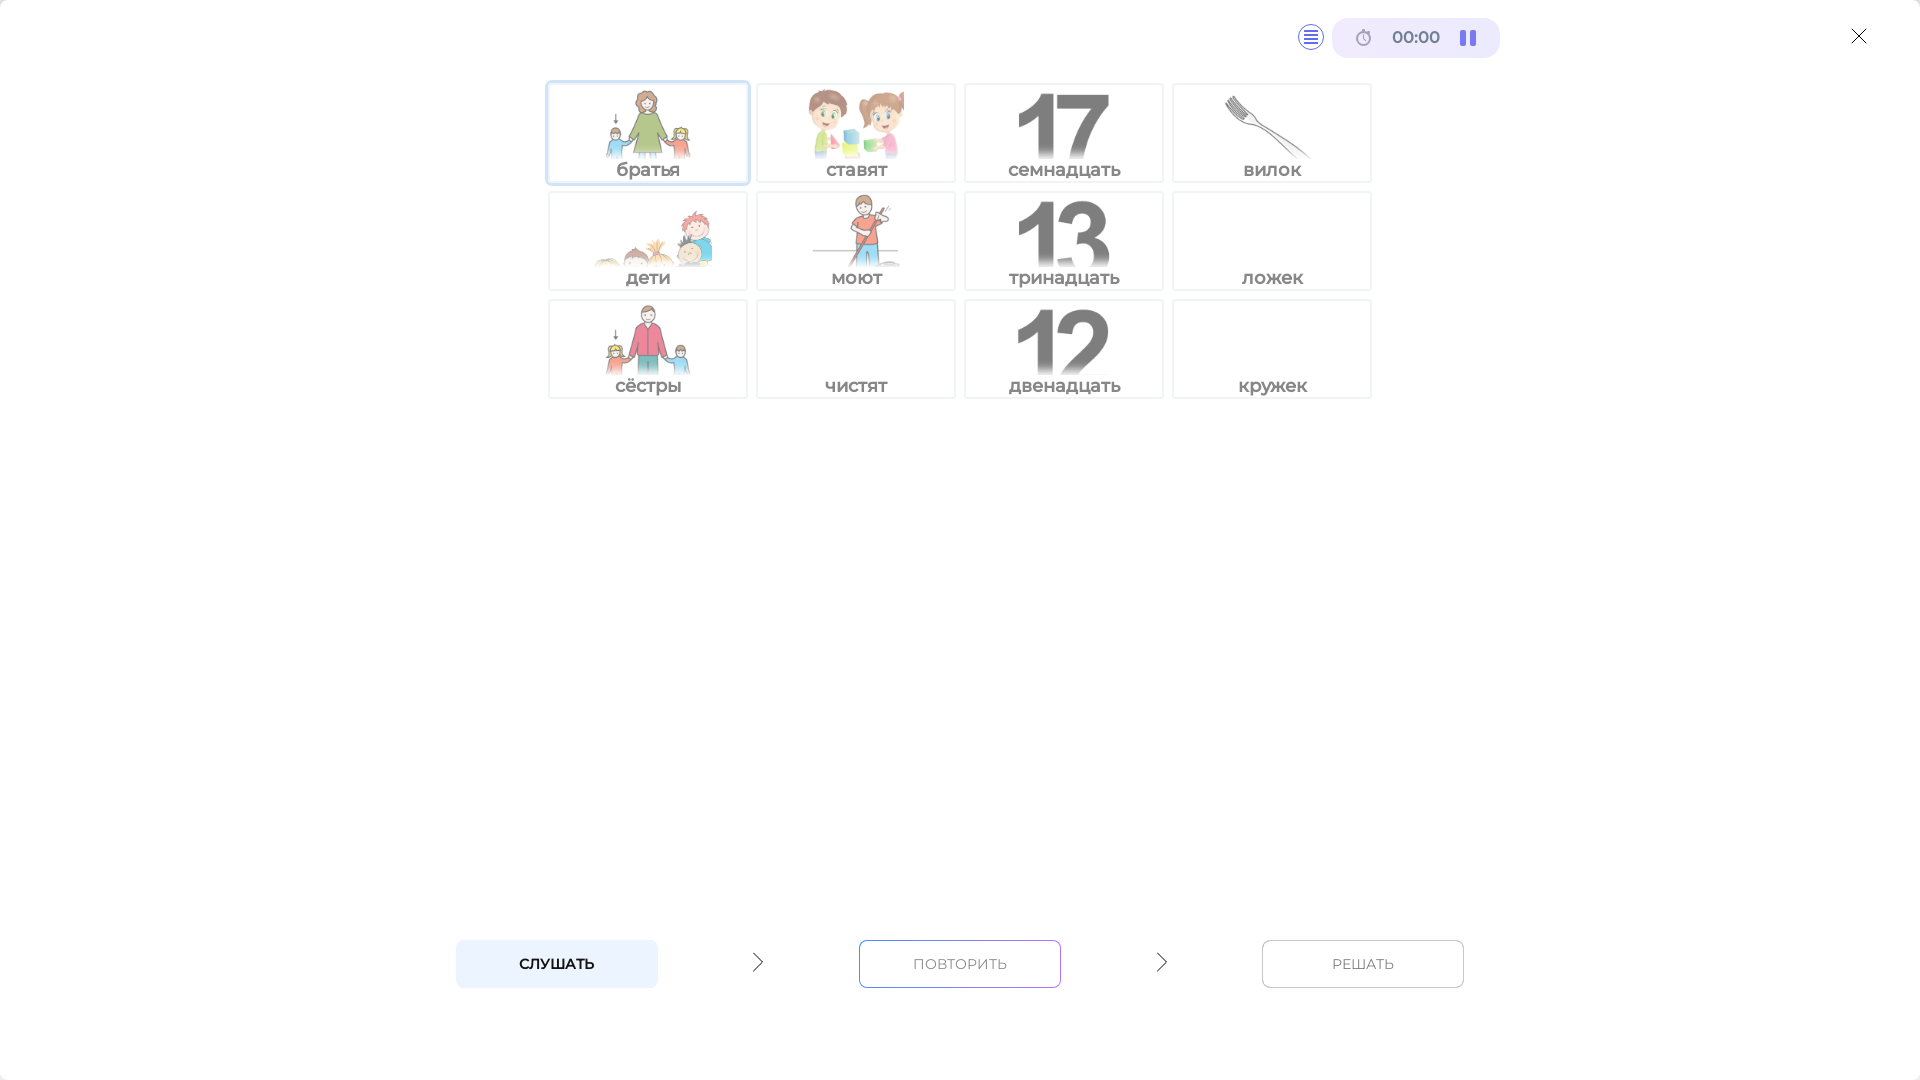 00:00
братья
ставят
17
семнадцать
вилок
дети
моют
13
тринадцать
ложек
сёстры
чистят
12
двенадцать
кружек
СЛУШАТЬ
ПОВТОРИТЬ
РЕШАТЬ